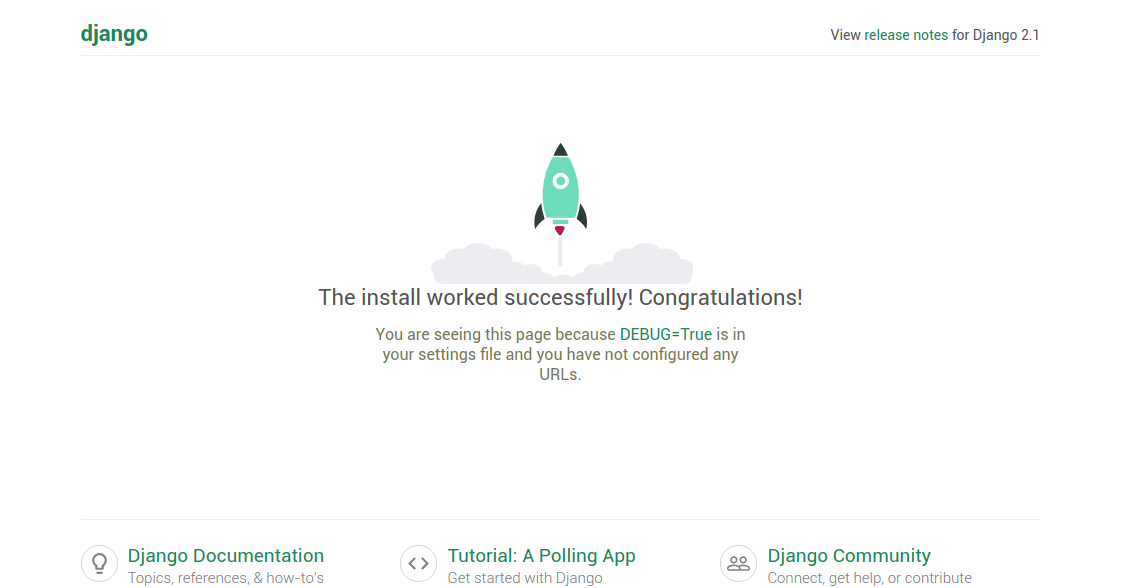 django
View release notes for Django 2.1
The install worked successfully! Congratulations!
You are seeing this page because DEBUG=True is in
your settings file and you have not configured any
URLs.
Django Documentation
Topics, references, & how-to's
Tutorial: A Polling App
Get started with Django
Django Community
Connect, get help, or contribute